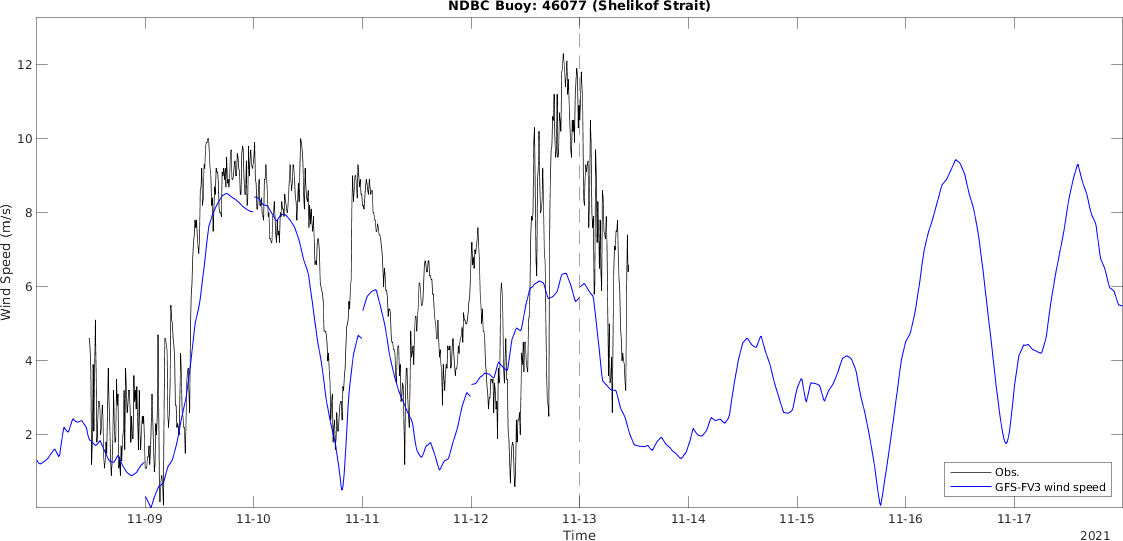 NDBC Buoy: 46077 (Shelikof Strait)
Wind Speed (m/s)
12
10
8
6
4
2
Obs.
GFS-FV3 wind speed
11-09 11-10 11-11 11-12 11-13 11-14 11-15 11-16 11-17
Time
2021